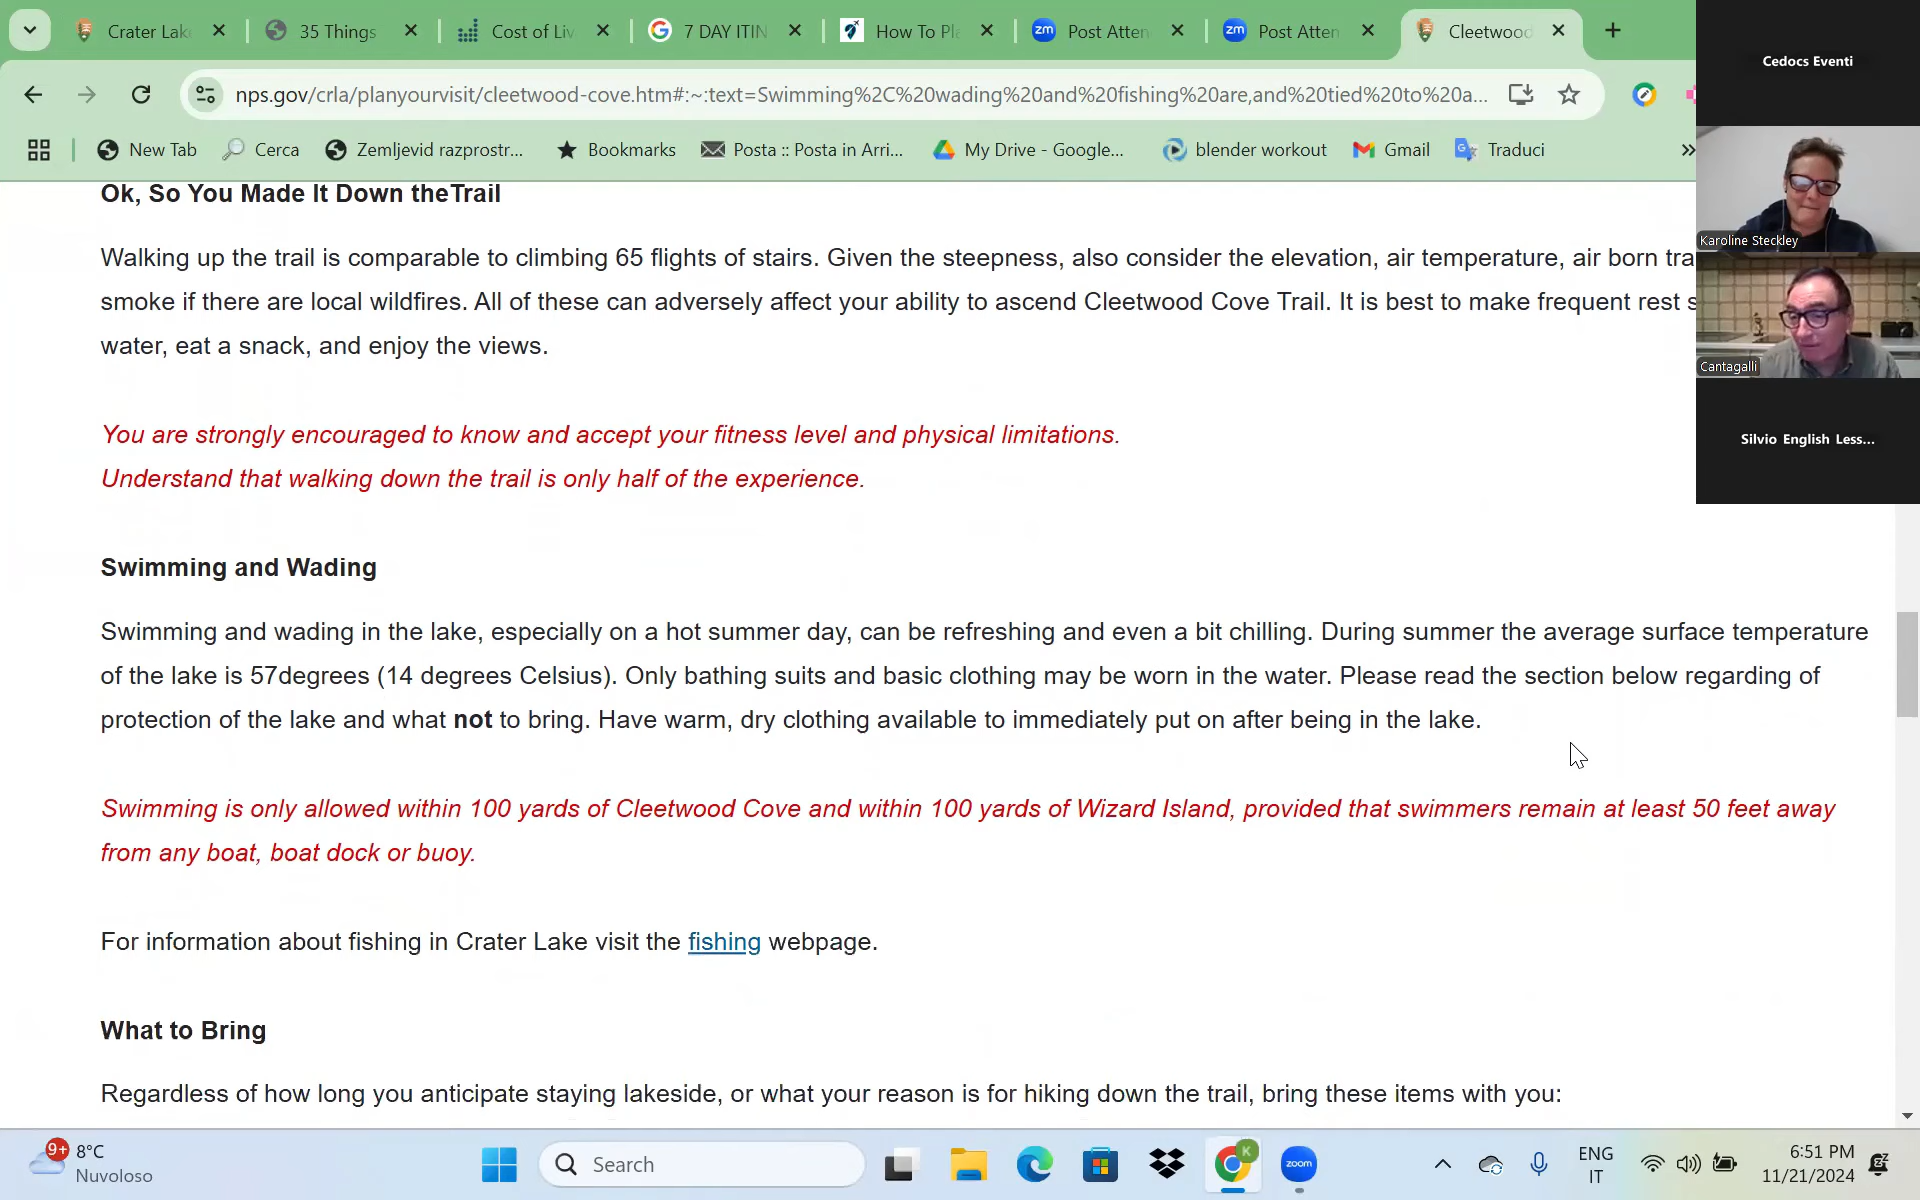 Crater Lak
35 Things
Cost of Liv
7 DAY ITIN
How To Pla
Post Atten
Post Atten
Cleetwood
nps.gov/crla/planyourvisit/cleetwood-cove.htm#:~:text=Swimming%2C%20wading%20and%20fishing%20are,and%20tied%20to%20a...
New Tab
Cerca
Zemljevid razprostr...
Bookmarks
Posta :: Posta in Arri...
My Drive - Google...
blender workout
Gmail
Traduci
»
Cedocs Eventi
Karoline Steckley
Cantagalli
Silvio English Less...
Ok, So You Made It Down theTrail
Walking up the trail is comparable to climbing 65 flights of stairs. Given the steepness, also consider the elevation, air temperature, air born tra
smoke if there are local wildfires. All of these can adversely affect your ability to ascend Cleetwood Cove Trail. It is best to make frequent rest s
water, eat a snack, and enjoy the views.
You are strongly encouraged to know and accept your fitness level and physical limitations.
Understand that walking down the trail is only half of the experience.
Swimming and Wading
Swimming and wading in the lake, especially on a hot summer day, can be refreshing and even a bit chilling. During summer the average surface temperature
of the lake is 57degrees (14 degrees Celsius). Only bathing suits and basic clothing may be worn in the water. Please read the section below regarding of
protection of the lake and what not to bring. Have warm, dry clothing available to immediately put on after being in the lake.
Swimming is only allowed within 100 yards of Cleetwood Cove and within 100 yards of Wizard Island, provided that swimmers remain at least 50 feet away
from any boat, boat dock or buoy.
For information about fishing in Crater Lake visit the fishing webpage.
What to Bring
Regardless of how long you anticipate staying lakeside, or what your reason is for hiking down the trail, bring these items with you:
9+
8°C
Nuvoloso
Search
K
zoom
ENG
IT
6:51 PM
11/21/2024